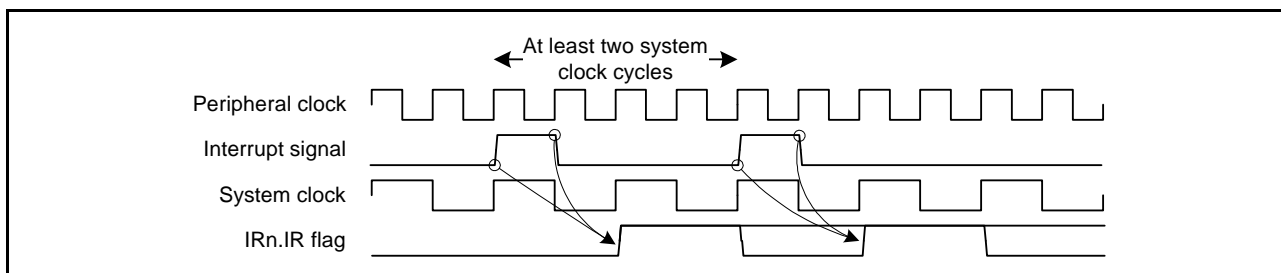 At least two system
clock cycles
Peripheral clock
Interrupt signal
System clock
IRn.IR flag